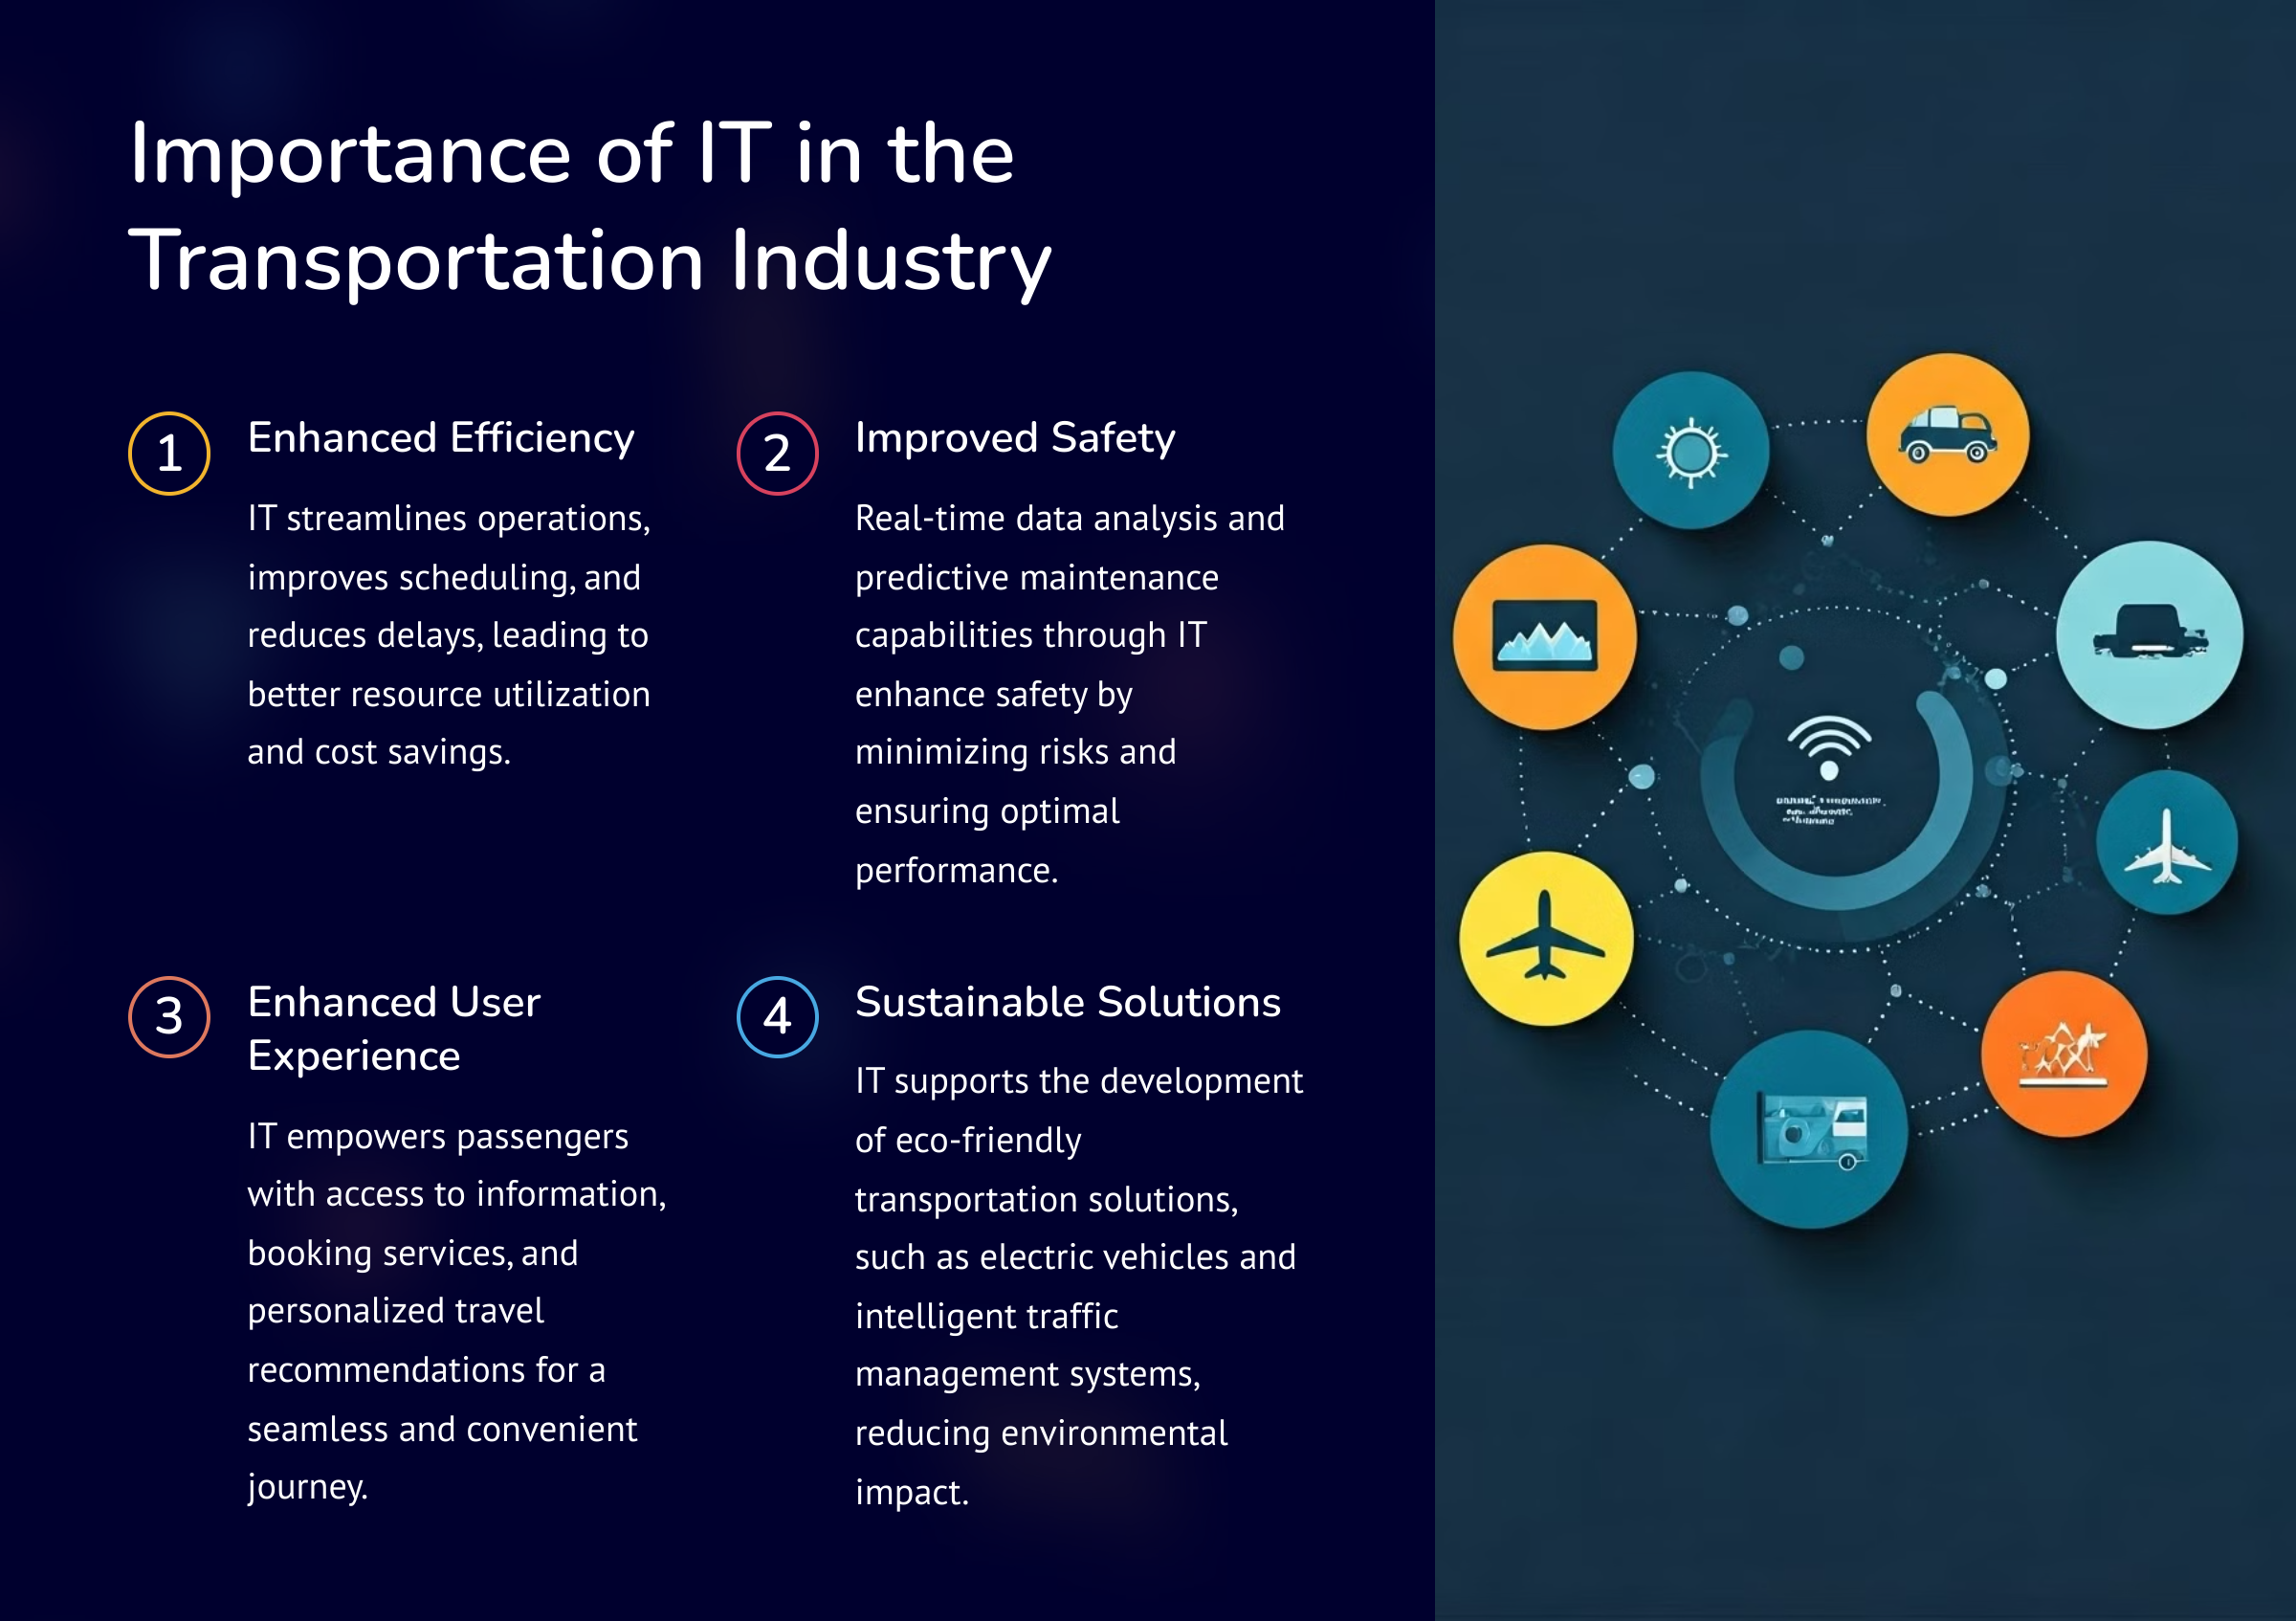 Importance of IT in the
Transportation Industry
1
Enhanced Efficiency
IT streamlines operations,
improves scheduling, and
reduces delays, leading to
better resource utilization
and cost savings.
2
Improved Safety
Real-time data analysis and
predictive maintenance
capabilities through IT
enhance safety by
minimizing risks and
ensuring optimal
performance.
3
Enhanced User
Experience
IT empowers passengers
with access to information,
booking services, and
personalized travel
recommendations for a
seamless and convenient
journey.
4
Sustainable Solutions
IT supports the development
of eco-friendly
transportation solutions,
such as electric vehicles and
intelligent traffic
management systems,
reducing environmental
impact.